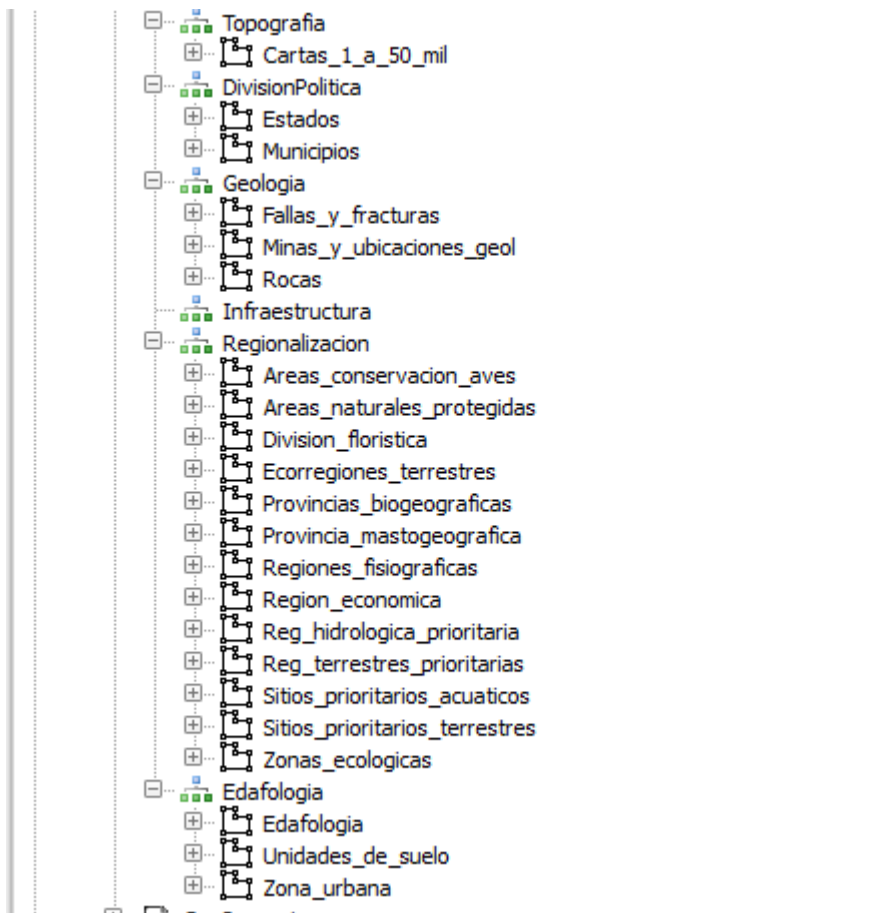 Topografia
Cartas_1_a_50_mil
DivisionPolitica
Estados
Municipios
Geologia
Fallas_y_fracturas
Minas_y_ubicaciones_geol
Rocas
Infraestructura
Regionalizacion
Areas_conservacion_aves
Areas_naturales_protegidas
Division_floristica
Ecorregiones_terrestres
Provincias_biogeograficas
Provincia_mastogeografica
Regiones_fisiograficas
Region_economica
Reg_hidrologica_prioritaria
Reg_terrestres_prioritarias
Sitios_prioritarios_acuaticos
Sitios_prioritarios_terrestres
Zonas_ecologicas
Edafologia
Edafologia
Unidades_de_suelo
Zona_urbana